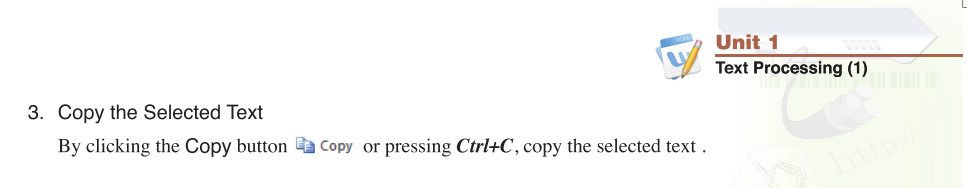 Unit 1
Text Processing (1)
http://
3. Copy the Selected Text
By clicking the Copy button Copy or pressing Ctrl+C, copy the selected text .